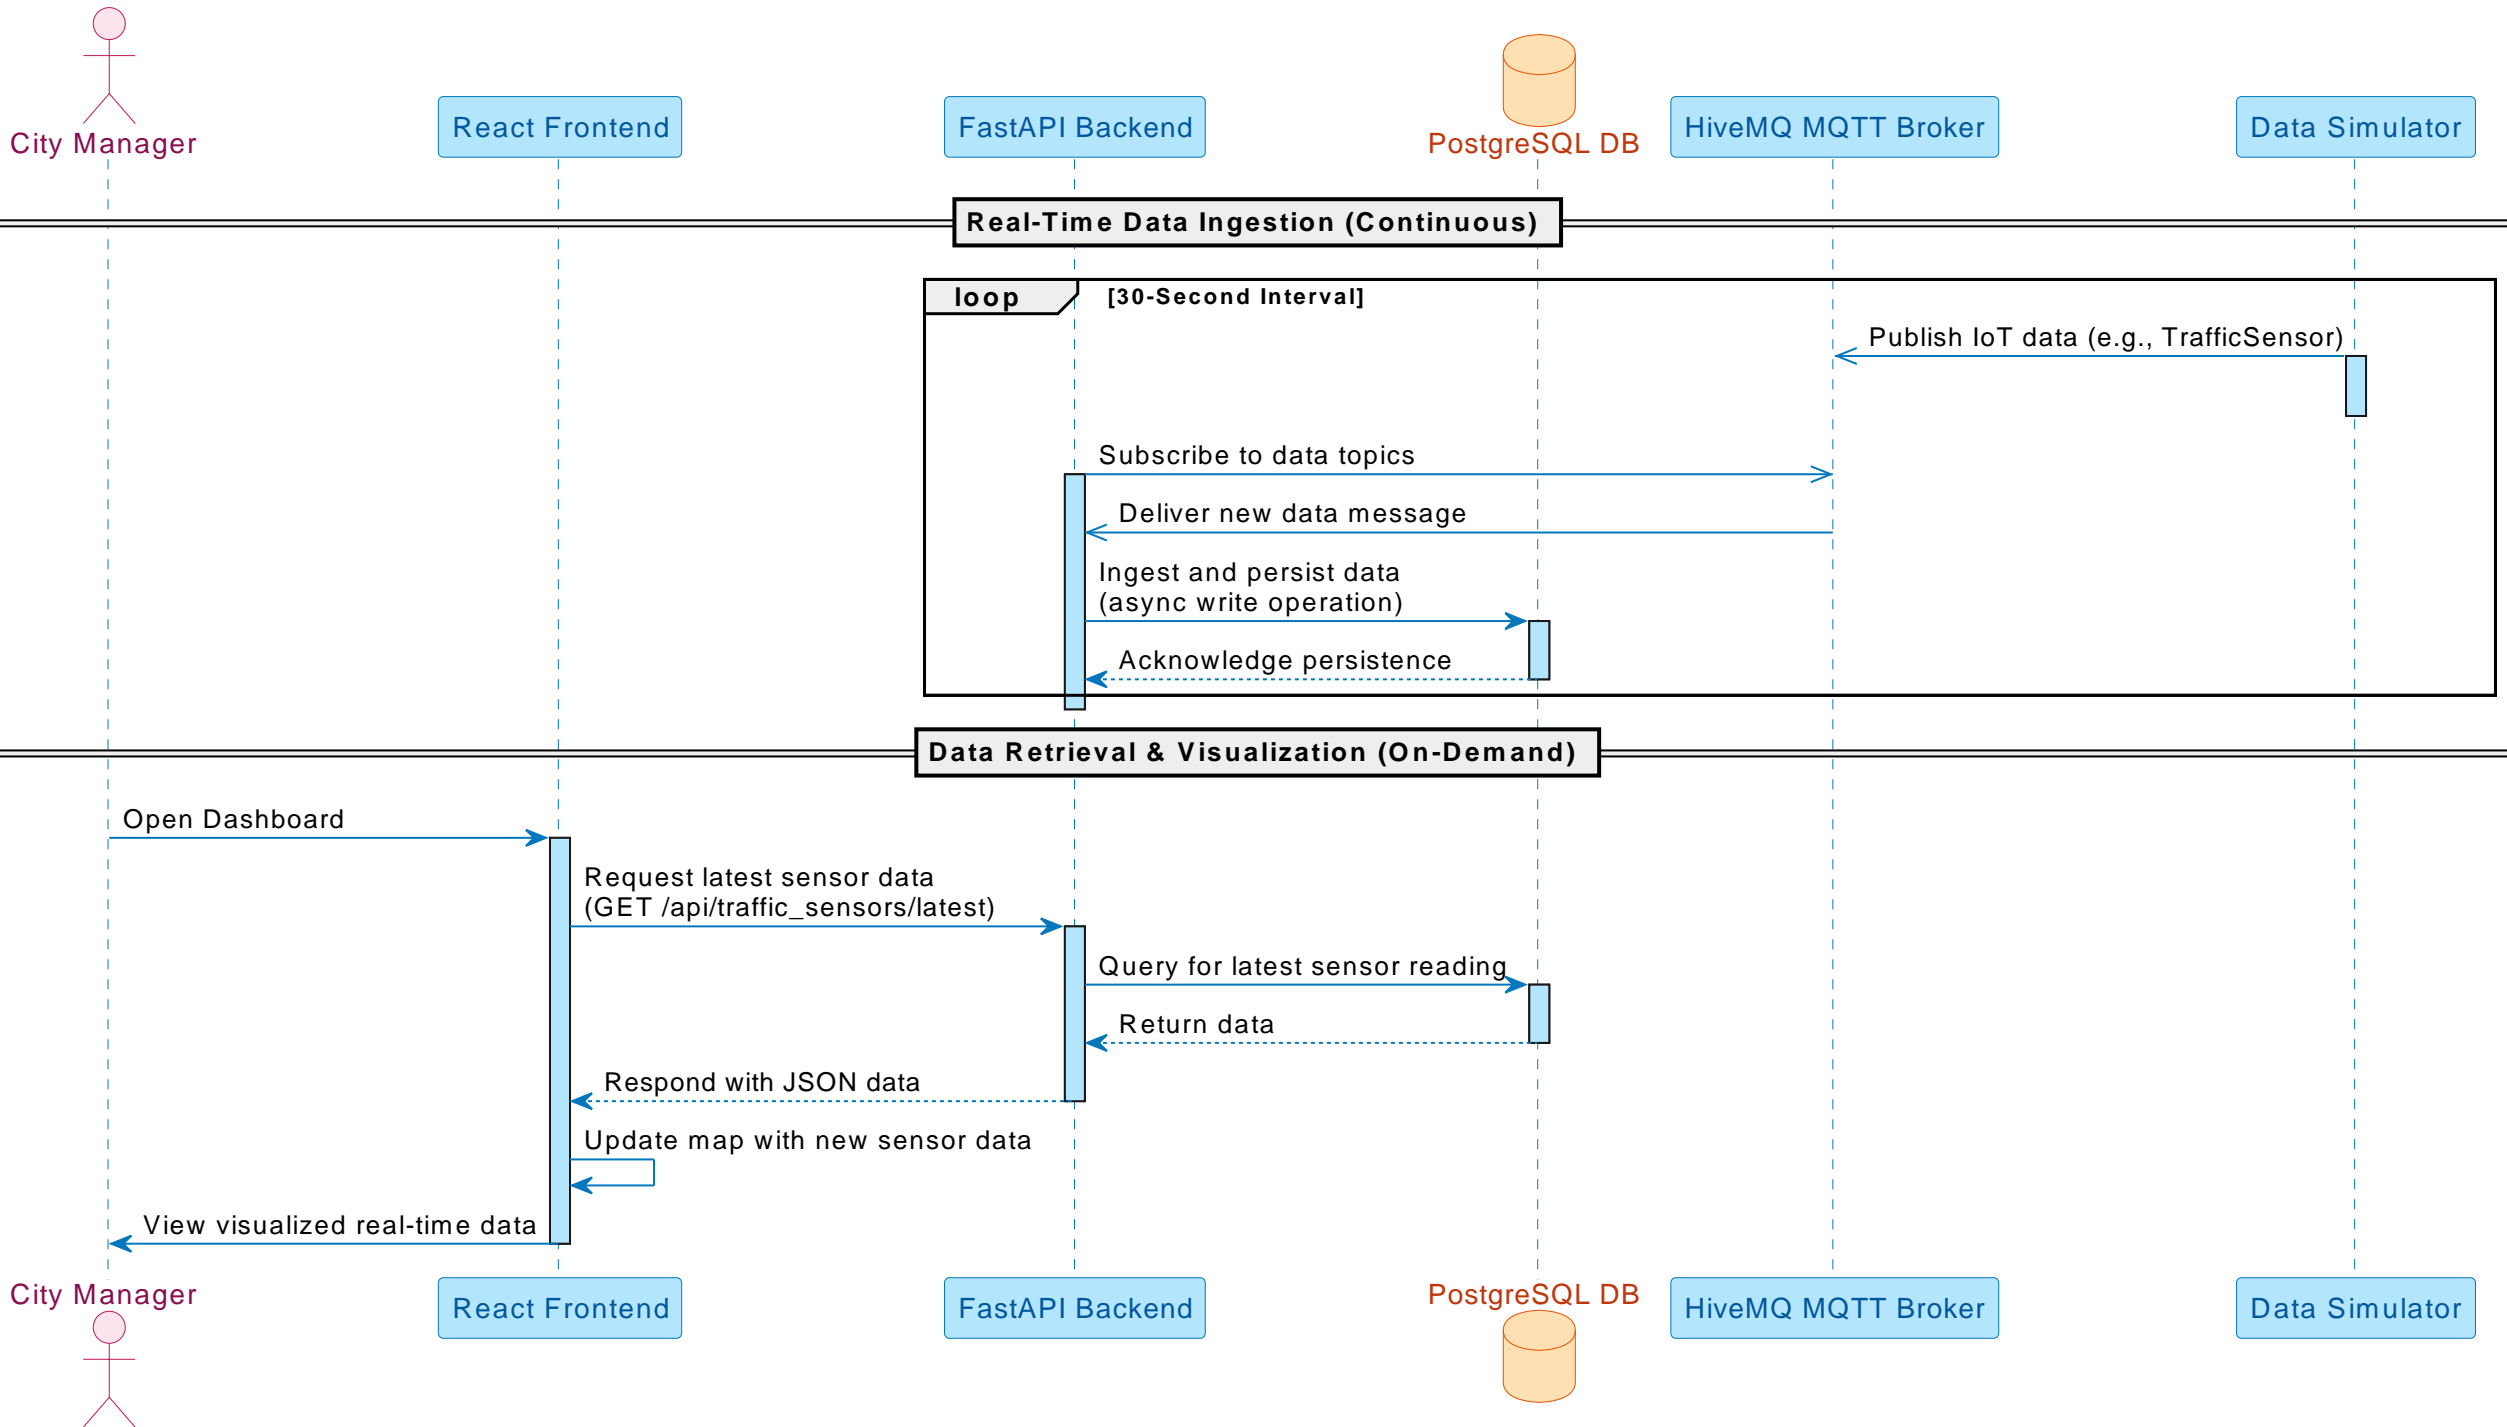 City Manager
React Frontend
FastAPI Backend
PostgreSQL DB
HiveMQ MQTT Broker
Data Simulator
Real-Time Data Ingestion (Continuous)
loop
[30-Second Interval]
Publish IoT data (e.g., TrafficSensor)
Subscribe to data topics
Deliver new data message
Ingest and persist data
(async write operation)
Acknowledge persistence
Data Retrieval & Visualization (On-Demand)
Open Dashboard
Request latest sensor data
(GET /api/traffic_sensors/latest)
Query for latest sensor reading
Return data
Respond with JSON data
Update map with new sensor data
View visualized real-time data
City Manager
React Frontend
FastAPI Backend
PostgreSQL DB
HiveMQ MQTT Broker
Data Simulator